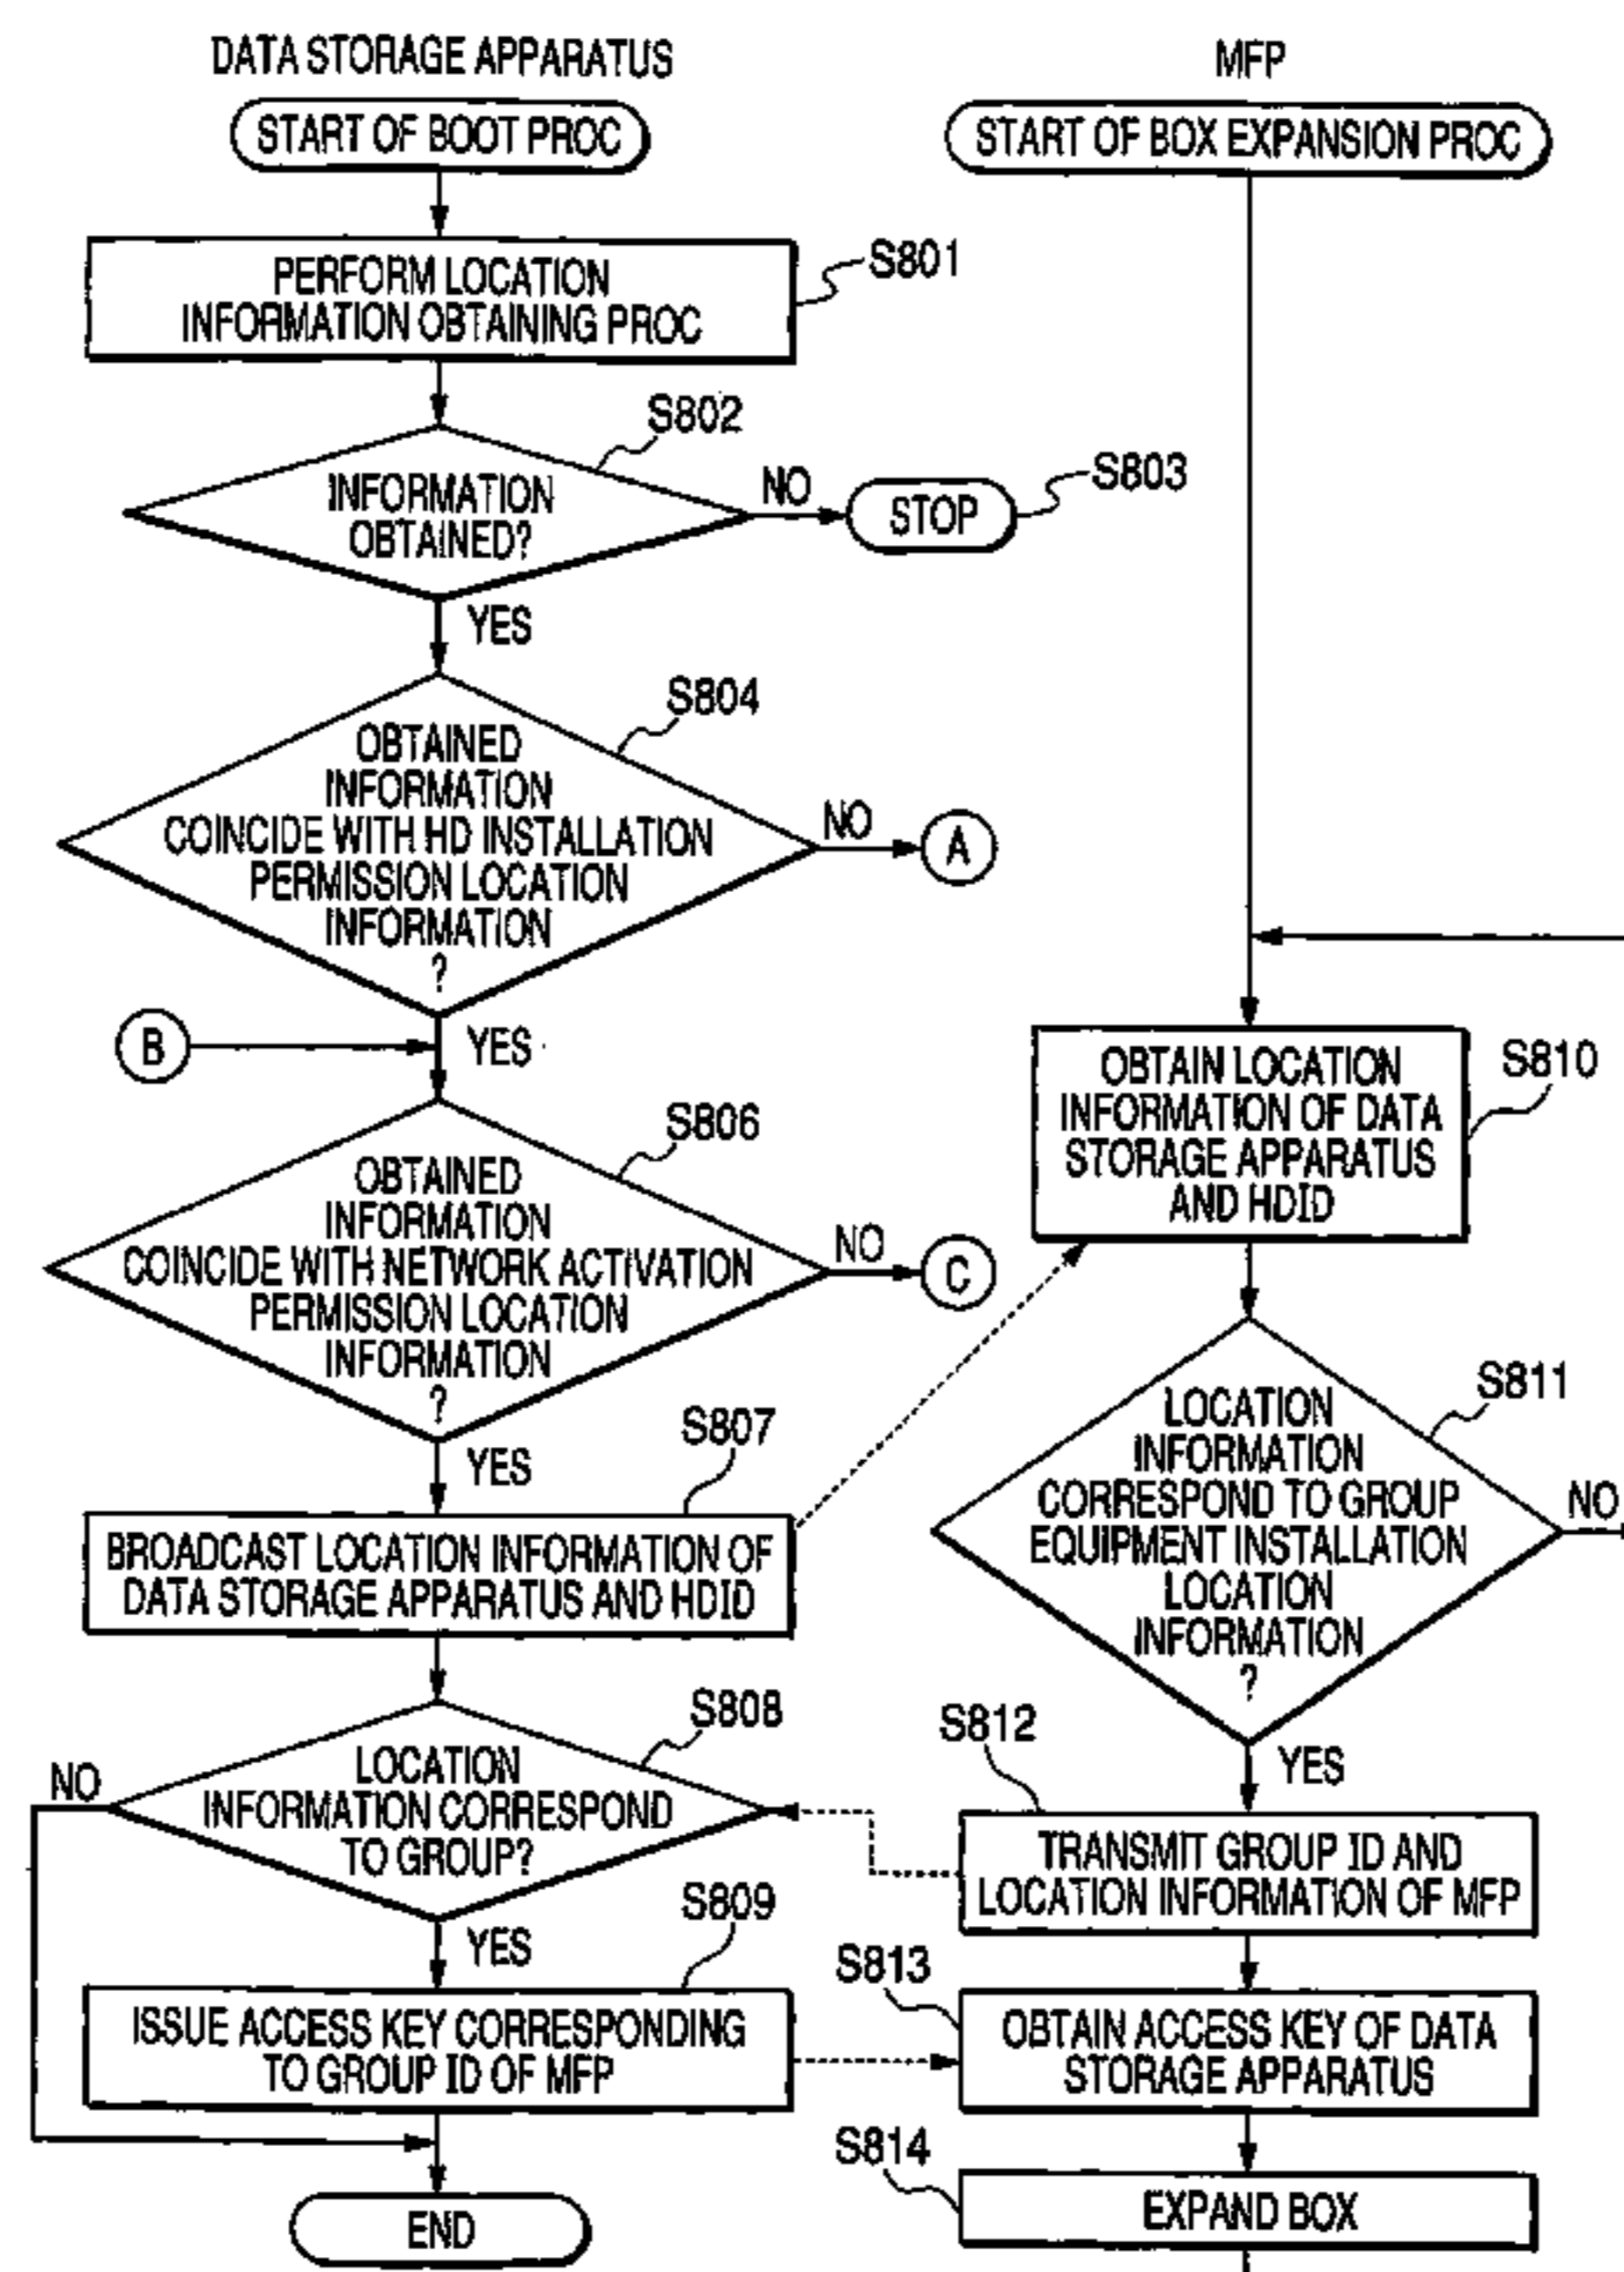 DATA STORAGE APPARATUS
START OF BOOT PROC
PERFORM LOCATION
INFORMATION OBTAINING PROC
S801
S802
INFORMATION
OBTAINED?
NO
STOP
S803
YES
S804
OBTAINED
INFORMATION
COINCIDE WITH HD INSTALLATION
PERMISSION LOCATION
INFORMATION
?
NO
A
B
YES
S806
OBTAINED
INFORMATION
COINCIDE WITH NETWORK ACTIVATION
PERMISSION LOCATION
INFORMATION
?
NO
C
YES
S807
BROADCAST LOCATION INFORMATION OF
DATA STORAGE APPARATUS AND HDID
S808
NO
LOCATION
INFORMATION CORRESPOND
TO GROUP?
YES
S809
ISSUE ACCESS KEY CORRESPONDING
TO GROUP ID OF MFP
END
MFP
START OF BOX EXPANSION PROC
OBTAIN LOCATION
INFORMATION OF DATA
STORAGE APPARATUS
AND HDID
S810
S811
LOCATION
INFORMATION
CORRESPOND TO GROUP
EQUIPMENT INSTALLATION
LOCATION
INFORMATION
?
NO
YES
S812
TRANSMIT GROUP ID AND
LOCATION INFORMATION OF MFP
S813
OBTAIN ACCESS KEY OF DATA
STORAGE APPARATUS
S814
EXPAND BOX